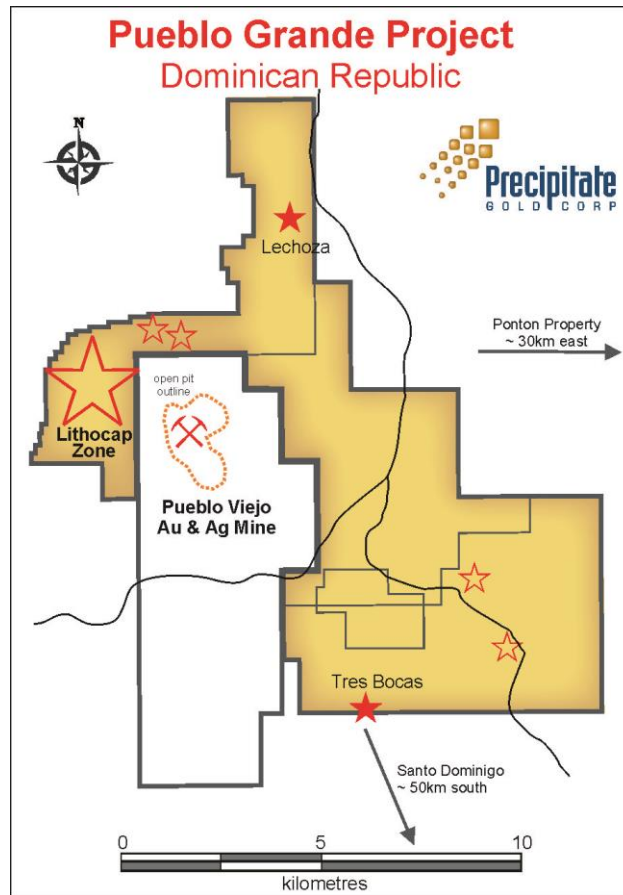 Pueblo Grande Project
Dominican Republic
N
Precipitate
GOLD CORP
Lechoza
Ponton Property
~ 30km east
open pit
outline
Lithocap
Zone
Pueblo Viejo
Au & Ag Mine
Tres Bocas
Santo Dominigo
~ 50km south
0 5 10
kilometres